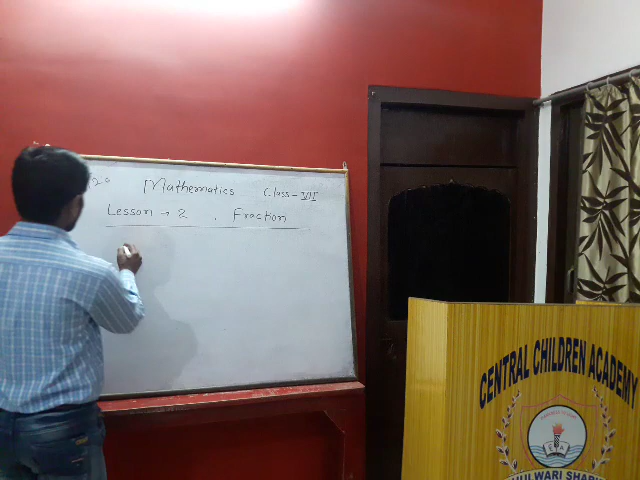 Mathematics Class - VII
Lesson → 2 , Fraction
CENTRAL CHILDREN ACADEMY